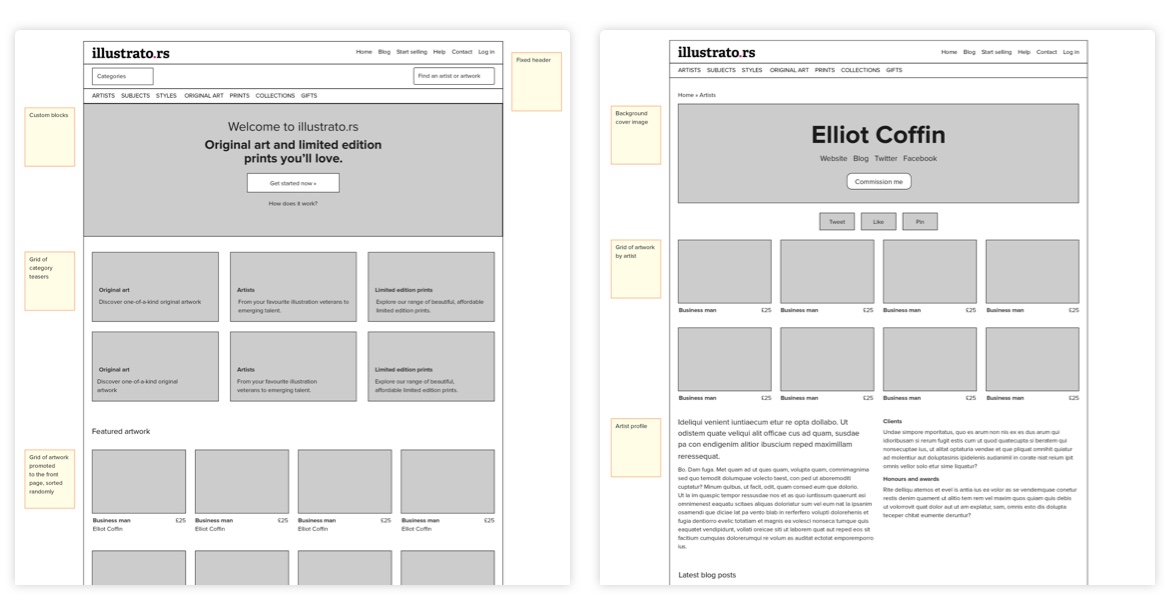 illustrato.rs
Home Blog Start selling Help Contact Log in
Fixed header
Categories
Find an artist or artwork
ARTISTS SUBJECTS STYLES ORIGINAL ART PRINTS COLLECTIONS GIFTS
Custom blocks
Welcome to illustrato.rs
Original art and limited edition
prints you'll love.
Get started now »
How does it work?
Grid of
category
teasers
Original art
Discover one-of-a-kind original artwork
Artists
From your favourite illustration veterans to
emerging talent.
Limited edition prints
Explore our range of beautiful, affordable
limited edition prints.
Original art
Discover one-of-a-kind original
artwork
Artists
From your favourite illustration
veterans to emerging talent.
Limited edition prints
Explore our range of beautiful,
affordable limited edition prints.
Featured artwork
Grid of artwork
promoted
to the front
page, sorted
randomly
Business man £25
Elliot Coffin
Business man £25
Elliot Coffin
Business man £25
Elliot Coffin
Business man £25
Elliot Coffin
illustrato.rs
Home Blog Start selling Help Contact Log in
ARTISTS SUBJECTS STYLES ORIGINAL ART PRINTS COLLECTIONS GIFTS
Home » Artists
Background
cover image
Elliot Coffin
Website Blog Twitter Facebook
Commission me
Tweet Like Pin
Grid of artwork
by artist
Business man £25
Business man £25
Business man £25
Business man £25
Business man £25
Business man £25
Business man £25
Business man £25
Artist profile
Ideliqui venient iuntiaecum etur re opta dollabo. Ut
odistem quate veliqui alit officae cus ad quam, susdae
pa con endigenim alitior ibuscium reped maximillam
reressequat.
Bo. Dam fuga. Met quam ad ut ques quam, volupta quam, comnimagnima
sed quo temodit dolumquae volecto taest, con ped ut aboremodi
cuptatur? Minum quibus, ut facit, odit, quam consed eum que dolorio.
Ut la im quaspic tempor ressusdae nos et as quo iuntissum quaerunt asi
omnimenest eaquatu scitaes aliquas doloriatur sum vel eum nat la ipsanim
osamendi que diciae lat pa vento blab in rerferfero volupti dolorehenis et
fugia dentiorro evelic totatiam et magnis ea volesci nonseca tumque quis
eaquatet vendipidunt, vollati oreiciae siti ut laborem quat aut reped eos sit
facitium cumquias dolorerumqui re volum as auditat ectotat emporemporro
ius.
Clients
Undae simpore mporitatus, quo es arum non nis ex es dus arum qui
idioribusam si rerum fugit estis cum ut quod quatecupta si beratem qui
nonsecuptae ius, ut alitat optaturia vendae et que pliquat omnihit quiatur
ad molentiur aut doluptasinis ipidelenis audanimil in corate niat reium ipit
omnis vellor solo etur sime liquatur?
Honours and awards
Rite delliqu atemos et evel is antia ius ea volor as se vendemquae conetur
restis denim quament ut alitio tem rem vel maxim quos quiam quis debis
ut volorrovit quat dolor aut ut am explatur, sam, omnis esto dis dolupta
teceper chitat eumente deruntur?
Latest blog posts